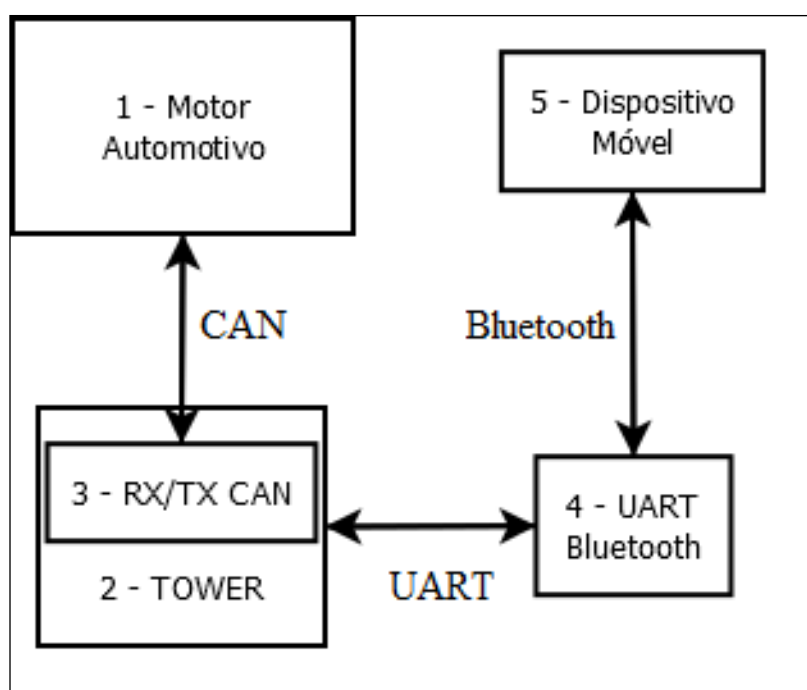 1 - Motor
Automotivo
5 - Dispositivo
Móvel
CAN
Bluetooth
3 - RX/TX CAN
2 - TOWER
UART
4 - UART
Bluetooth